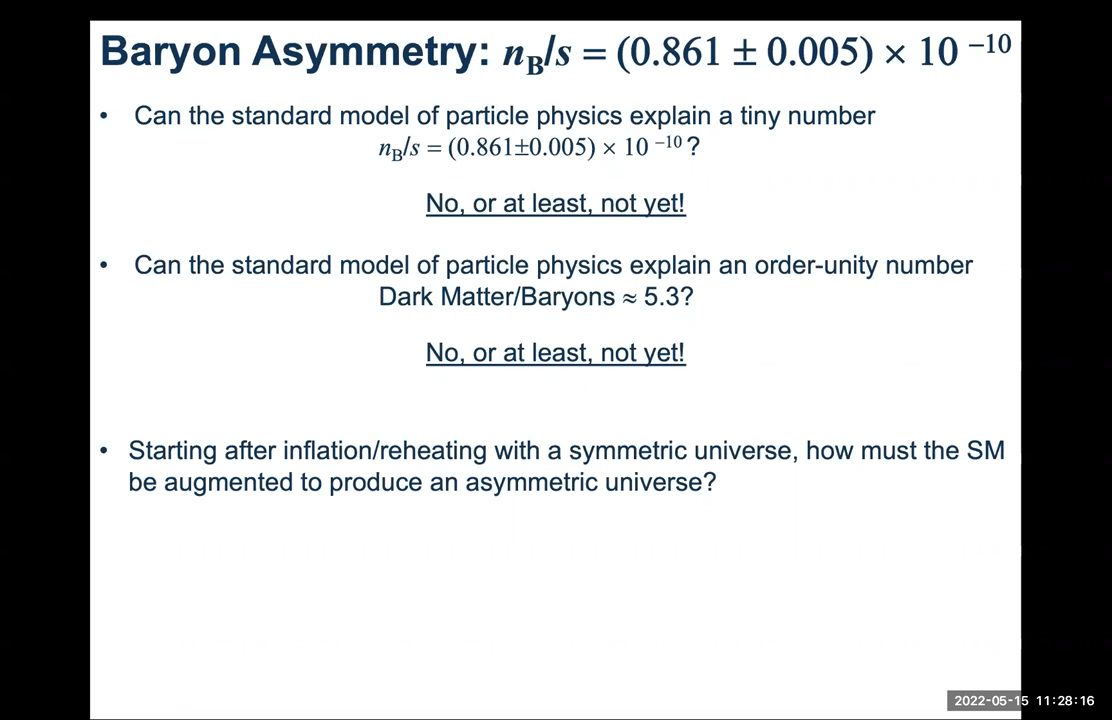 Baryon Asymmetry: n_B/s = (0.861 ± 0.005) × 10 ⁻¹⁰
• Can the standard model of particle physics explain a tiny number
n_B/s = (0.861±0.005) × 10 ⁻¹⁰ ?
No, or at least, not yet!
• Can the standard model of particle physics explain an order-unity number
Dark Matter/Baryons ≈ 5.3?
No, or at least, not yet!
• Starting after inflation/reheating with a symmetric universe, how must the SM
be augmented to produce an asymmetric universe?
2022-05-15 11:28:16